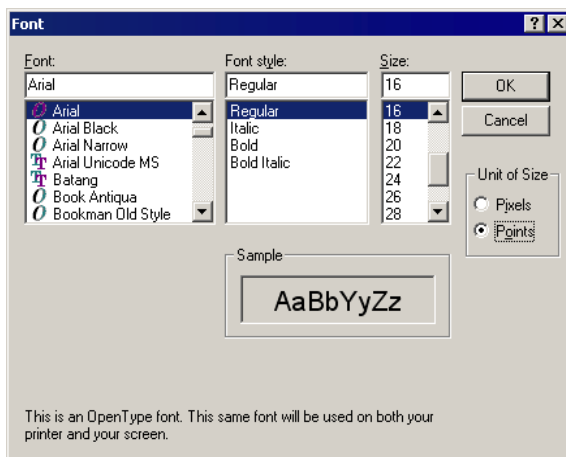 Font
Font: Font style: Size:
Arial Regular 16 OK
Arial Regular 16
Arial Black Italic 18 Cancel
Arial Narrow Bold 20
Arial Unicode MS Bold Italic 22
Batang 24
Book Antiqua 26
Bookman Old Style 28
Unit of Size
Pixels
Points
Sample
AaBbYyZz
This is an OpenType font. This same font will be used on both your
printer and your screen.